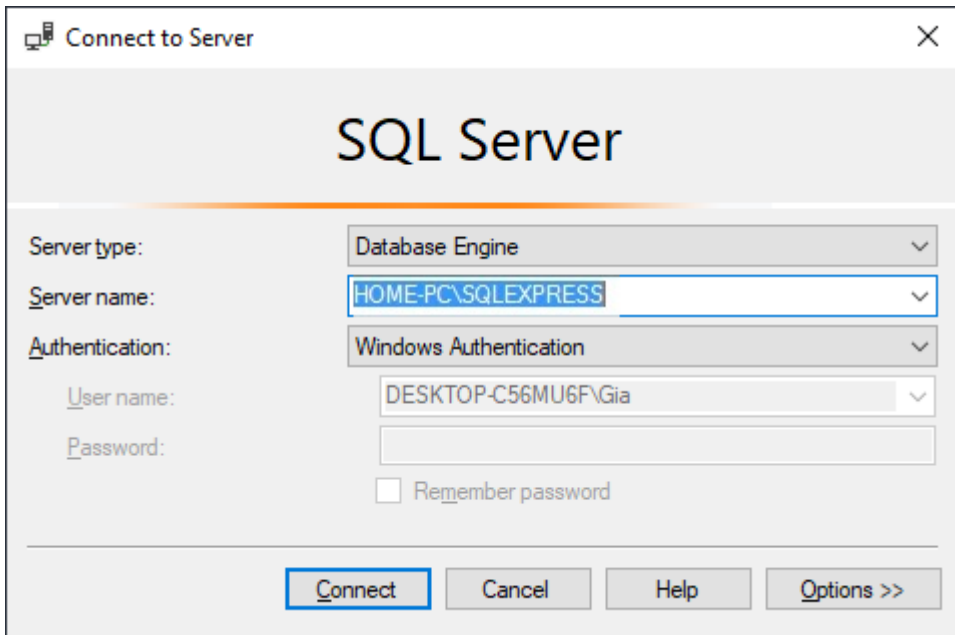 Connect to Server
SQL Server
Server type: Database Engine
Server name: HOME-PC\SQLEXPRESS
Authentication: Windows Authentication
User name: DESKTOP-C56MU6F\Gia
Password:
Remember password
Connect Cancel Help Options >>